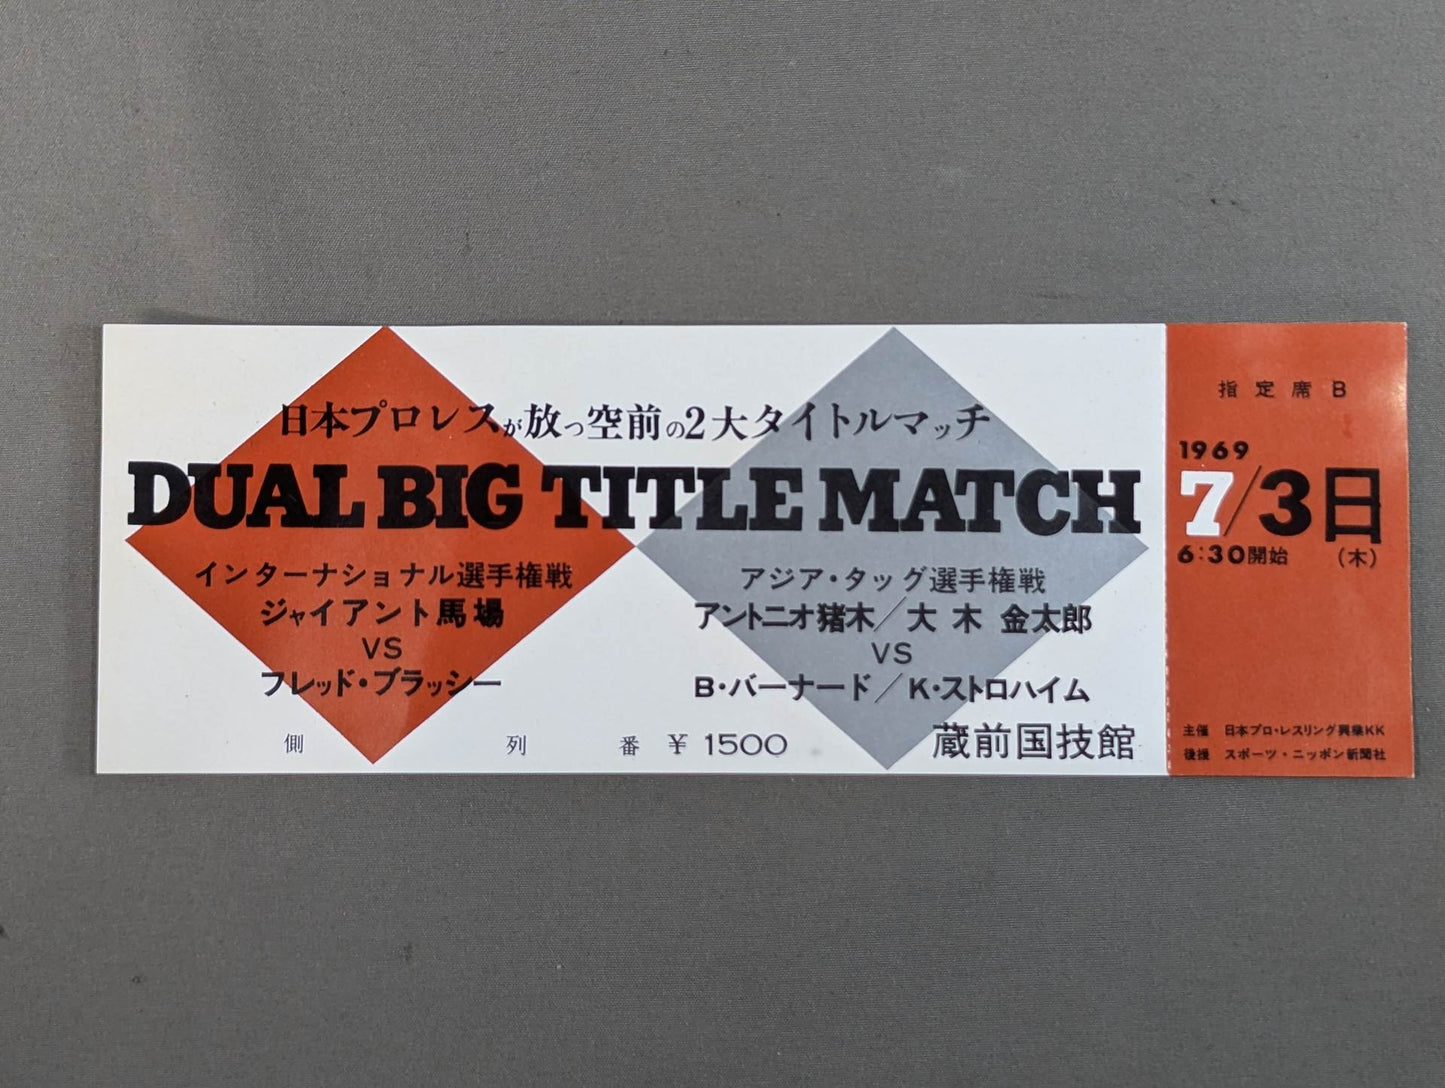 日本プロレスが放つ空前の2大タイトルマッチ
DUAL BIG TITLE MATCH
インターナショナル選手権戦
ジャイアント馬場
VS
フレッド・ブラッシー
アジア・タッグ選手権戦
アントニオ猪木/大木 金太郎
VS
B・バーナード/K・ストロハイム
側 列 番 ¥ 1500
蔵前国技館
指定席 B
1969
7/3日
6:30開始 (木)
主催 日本プロ・レスリング興業KK
後援 スポーツ・ニッポン新聞社